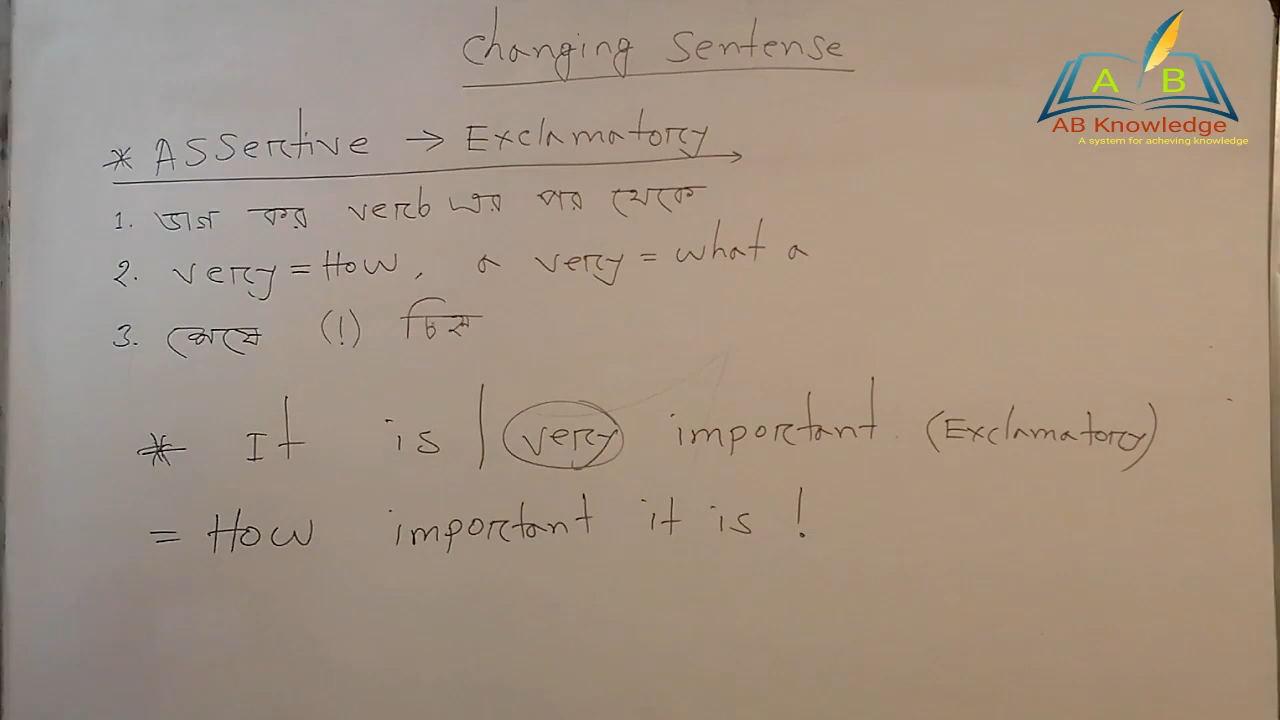 Changing Sentense
A B
AB Knowledge
A system for acheving knowledge
* Assertive → Exclamatory
1. ভাগ কর verb এর পর থেকে
2. very = How, a very = what a
3. শেষে (!) চিহ্ন
* It is | very important. (Exclamatory)
= How important it is !